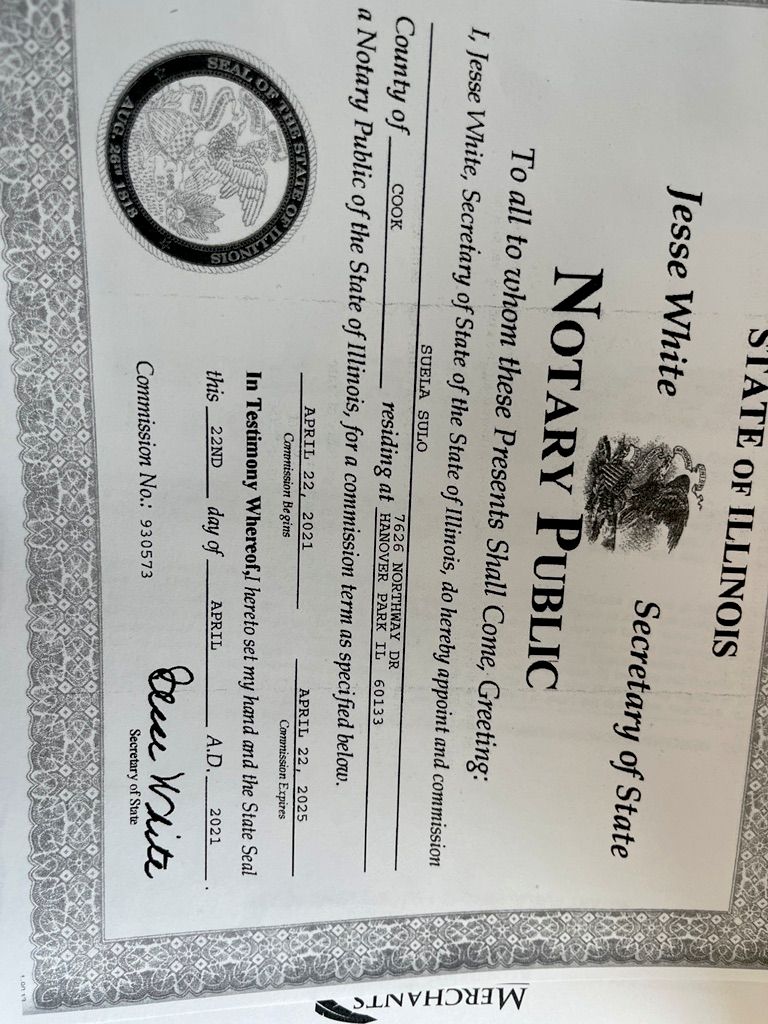 STATE OF ILLINOIS
Jesse White Secretary of State
NOTARY PUBLIC
To all to whom these Presents Shall Come, Greeting:
I, Jesse White, Secretary of State of the State of Illinois, do hereby appoint and commission
SUELA SULO
County of COOK residing at 7626 NORTHWAY DR
HANOVER PARK IL 60133
a Notary Public of the State of Illinois, for a commission term as specified below.
APRIL 22, 2021 APRIL 22, 2025
Commission Begins Commission Expires
In Testimony Whereof, I hereto set my hand and the State Seal
this 22ND day of APRIL A.D. 2021.
Commission No.: 930573
Jesse White
Secretary of State
SEAL OF THE STATE OF ILLINOIS
AUG. 26TH 1818
MERCHANTS